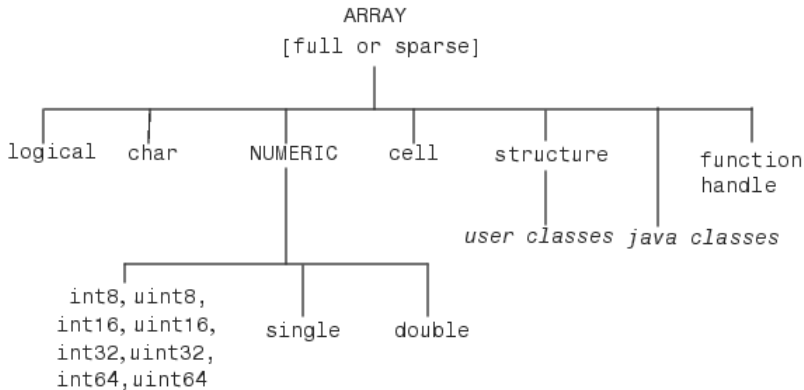 ARRAY
[full or sparse]
logical char NUMERIC cell structure function
handle
user classes java classes
int8, uint8,
int16, uint16,
int32, uint32,
int64, uint64
single double